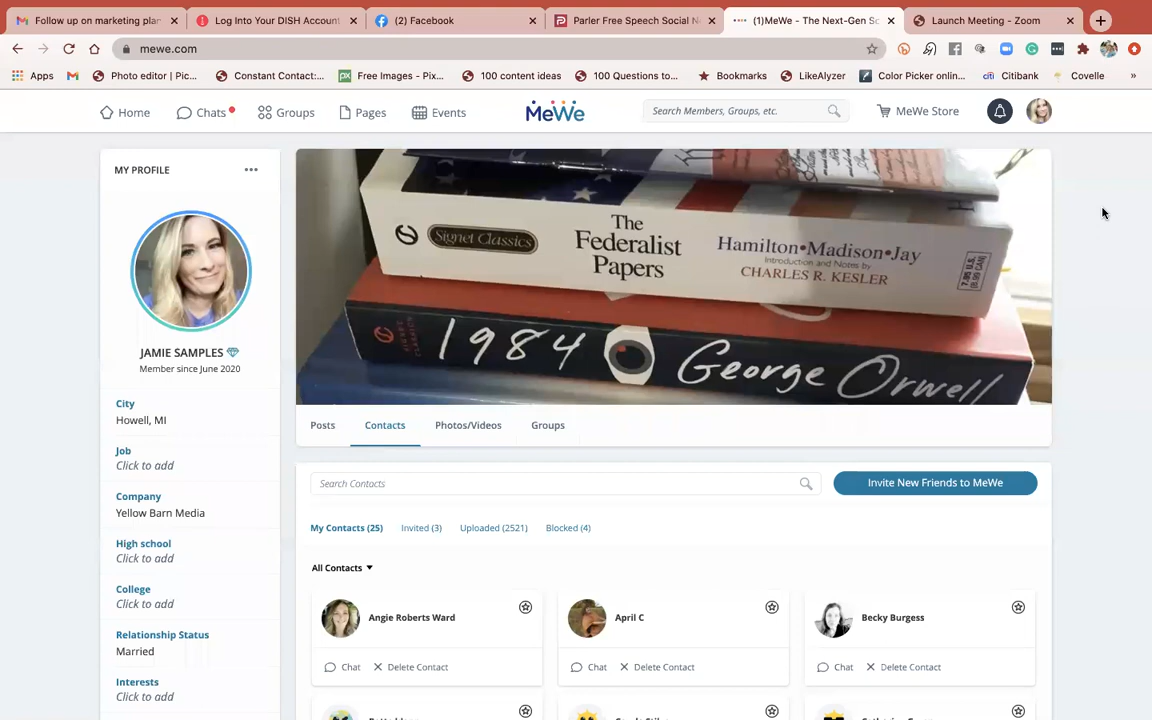 Follow up on marketing plan
Log Into Your DISH Account
(2) Facebook
Parler Free Speech Social N
(1)MeWe - The Next-Gen Sc
Launch Meeting - Zoom
mewe.com
Apps
Photo editor | Pic...
Constant Contact:...
Free Images - Pix...
100 content ideas
100 Questions to...
Bookmarks
LikeAlyzer
Color Picker onlin...
Citibank
Covelle
»
Home
Chats
Groups
Pages
Events
MeWe
Search Members, Groups, etc.
MeWe Store
MY PROFILE
JAMIE SAMPLES
Member since June 2020
City
Howell, MI
Job
Click to add
Company
Yellow Barn Media
High school
Click to add
College
Click to add
Relationship Status
Married
Interests
Click to add
Signet Classics
The
Federalist
Papers
Hamilton•Madison•Jay
Introduction and Notes by
CHARLES R. KESLER
7.95 U.S.
1984 George Orwell
Posts
Contacts
Photos/Videos
Groups
Search Contacts
Invite New Friends to MeWe
My Contacts (25)
Invited (3)
Uploaded (2521)
Blocked (4)
All Contacts
Angie Roberts Ward
Chat
Delete Contact
April C
Chat
Delete Contact
Becky Burgess
Chat
Delete Contact